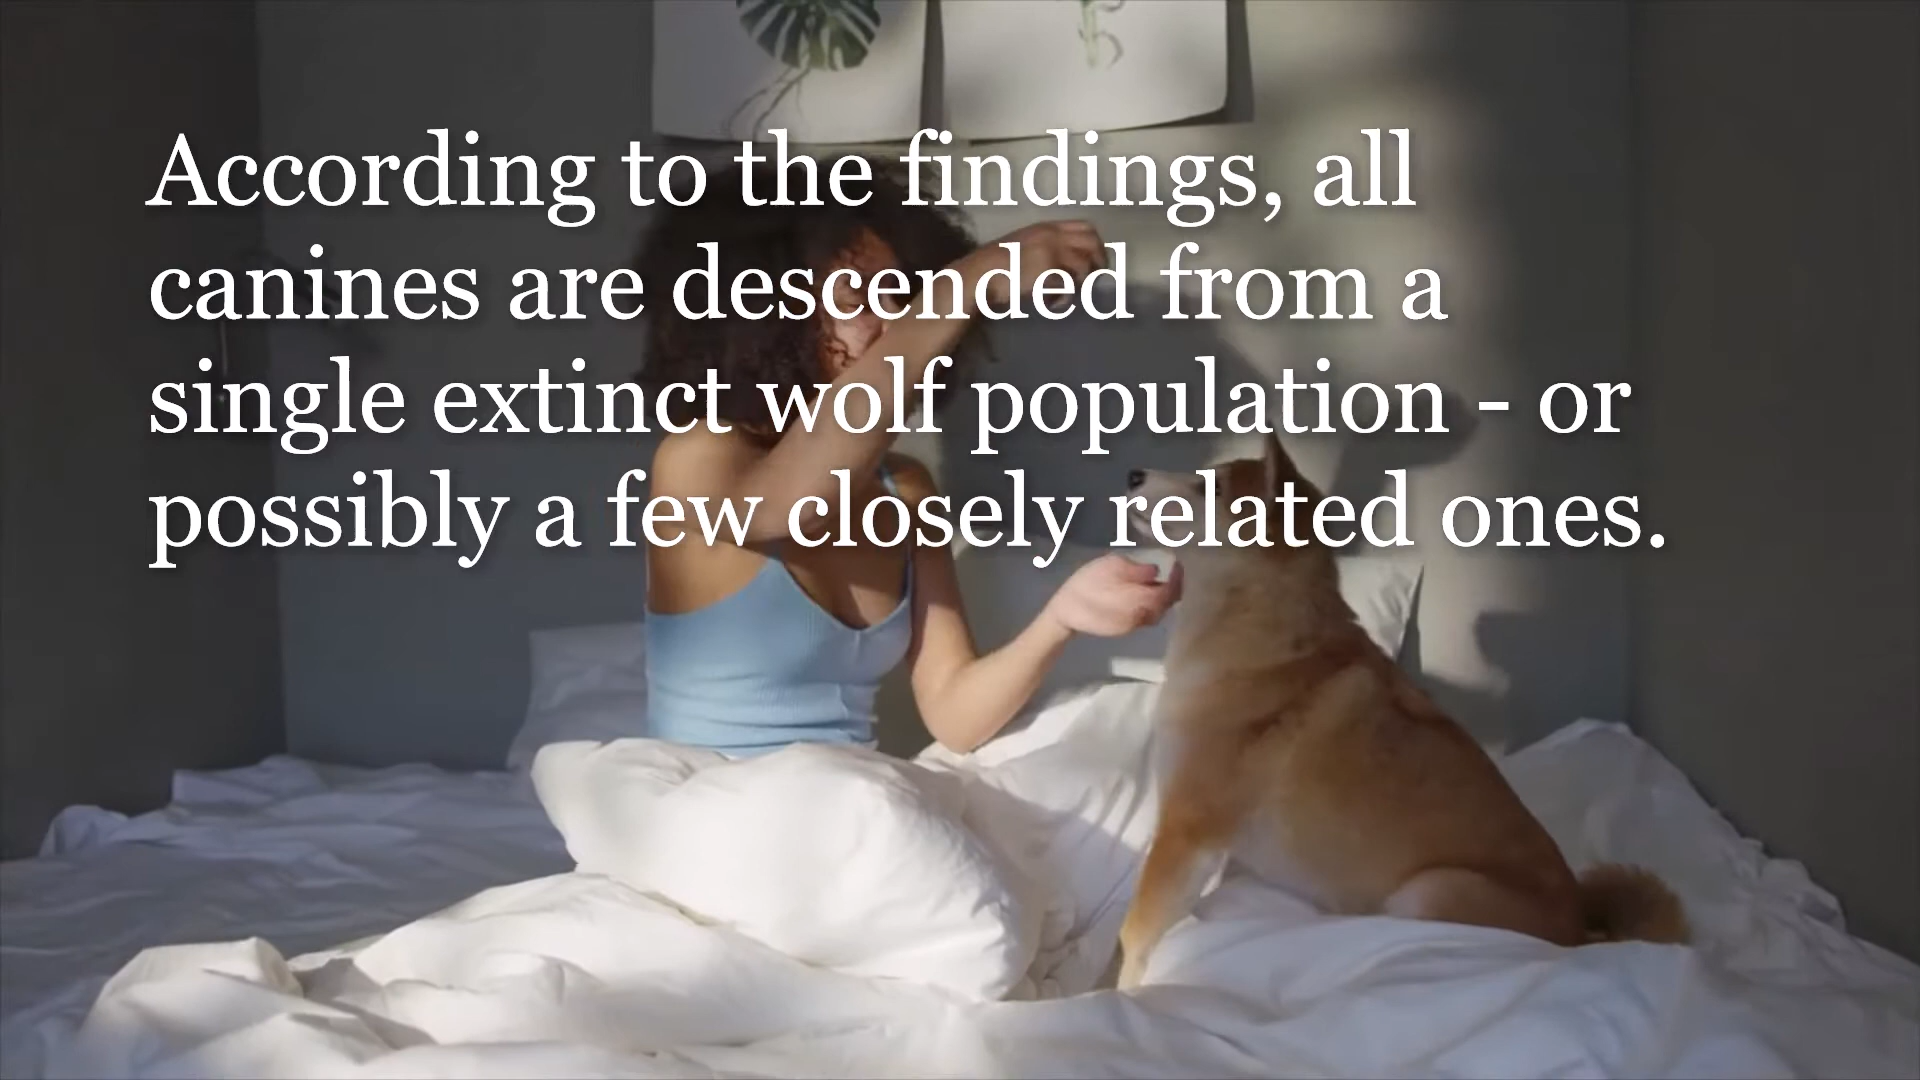 According to the findings, all
canines are descended from a
single extinct wolf population - or
possibly a few closely related ones.